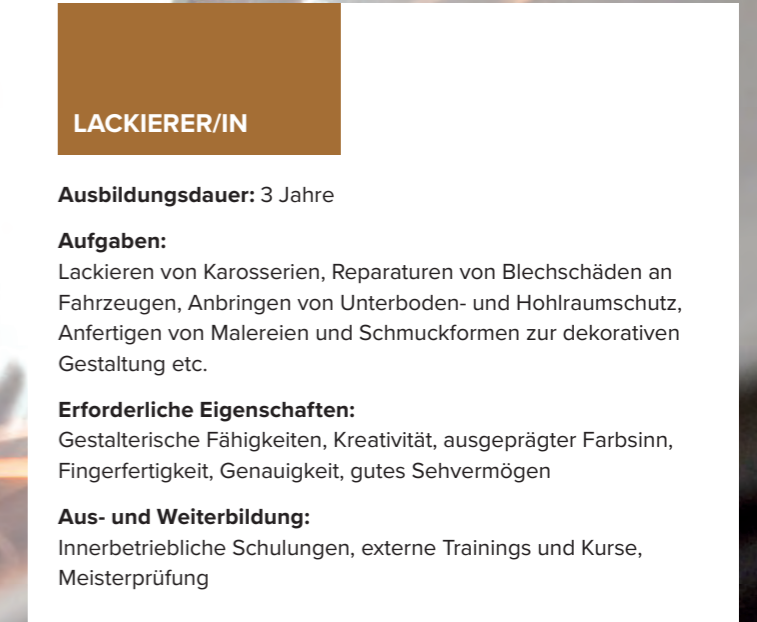 LACKIERER/IN
Ausbildungsdauer: 3 Jahre
Aufgaben:
Lackieren von Karosserien, Reparaturen von Blechschäden an
Fahrzeugen, Anbringen von Unterboden- und Hohlraumschutz,
Anfertigen von Malereien und Schmuckformen zur dekorativen
Gestaltung etc.
Erforderliche Eigenschaften:
Gestalterische Fähigkeiten, Kreativität, ausgeprägter Farbsinn,
Fingerfertigkeit, Genauigkeit, gutes Sehvermögen
Aus- und Weiterbildung:
Innerbetriebliche Schulungen, externe Trainings und Kurse,
Meisterprüfung